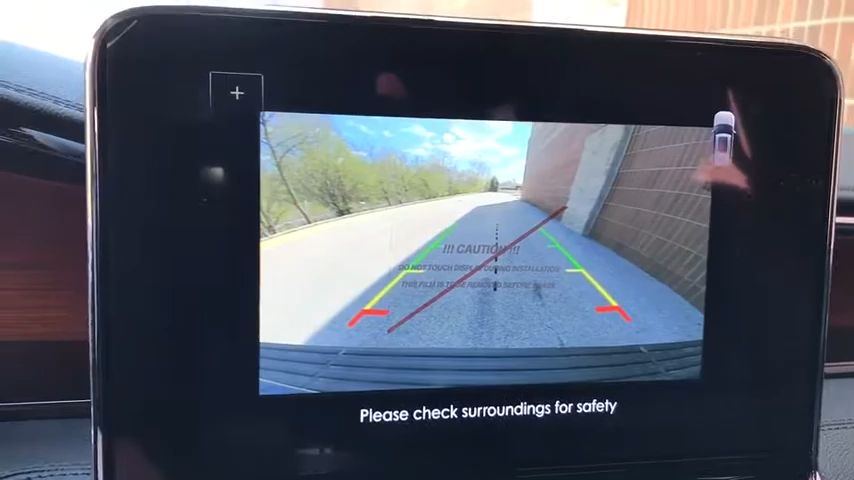 !!! CAUTION !!!
DO NOT TOUCH DISPLAY DURING INSTALLATION
THIS FILM IS TO BE REMOVED BEFORE
Please check surroundings for safety